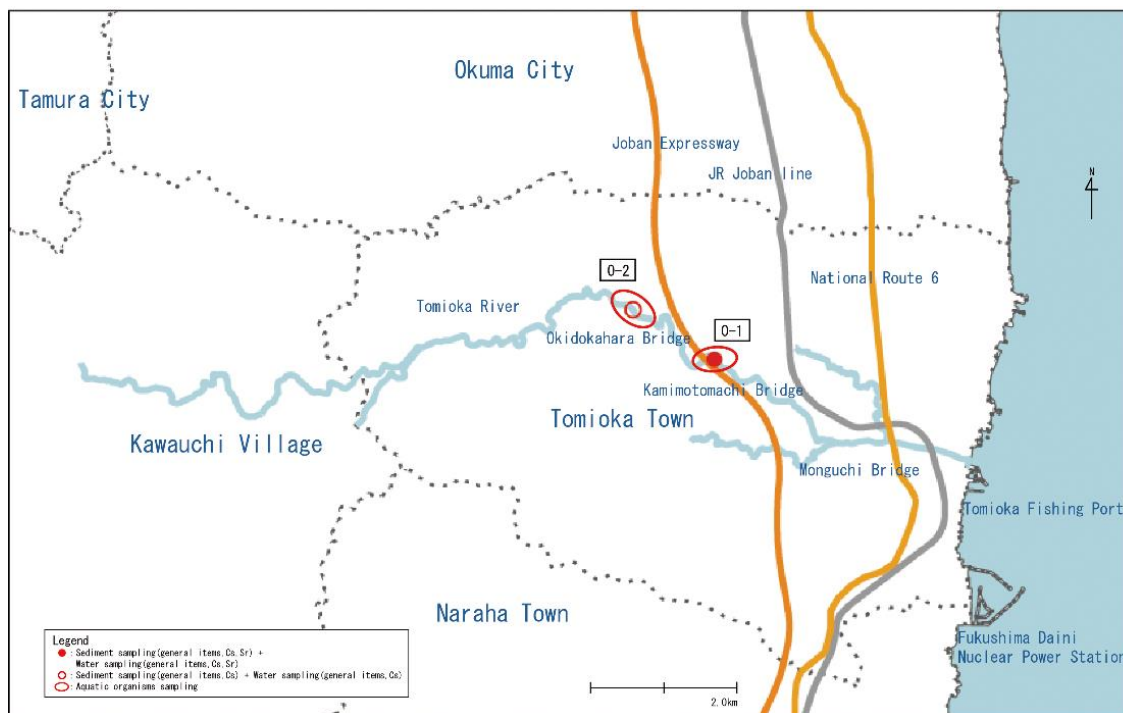 Okuma City
Tamura City
Joban Expressway
JR Joban line
N
4
O-2
National Route 6
Tomioka River
O-1
Okidokahara Bridge
Kamimotomachi Bridge
Tomioka Town
Kawauchi Village
Monguchi Bridge
Tomioka Fishing Port
Naraha Town
Legend
: Sediment sampling(general items,Cs,Sr) +
Water sampling(general items,Cs,Sr)
: Sediment sampling(general items,Cs) + Water sampling(general items,Cs)
: Aquatic organisms sampling
2.0km
Fukushima Daini
Nuclear Power Station